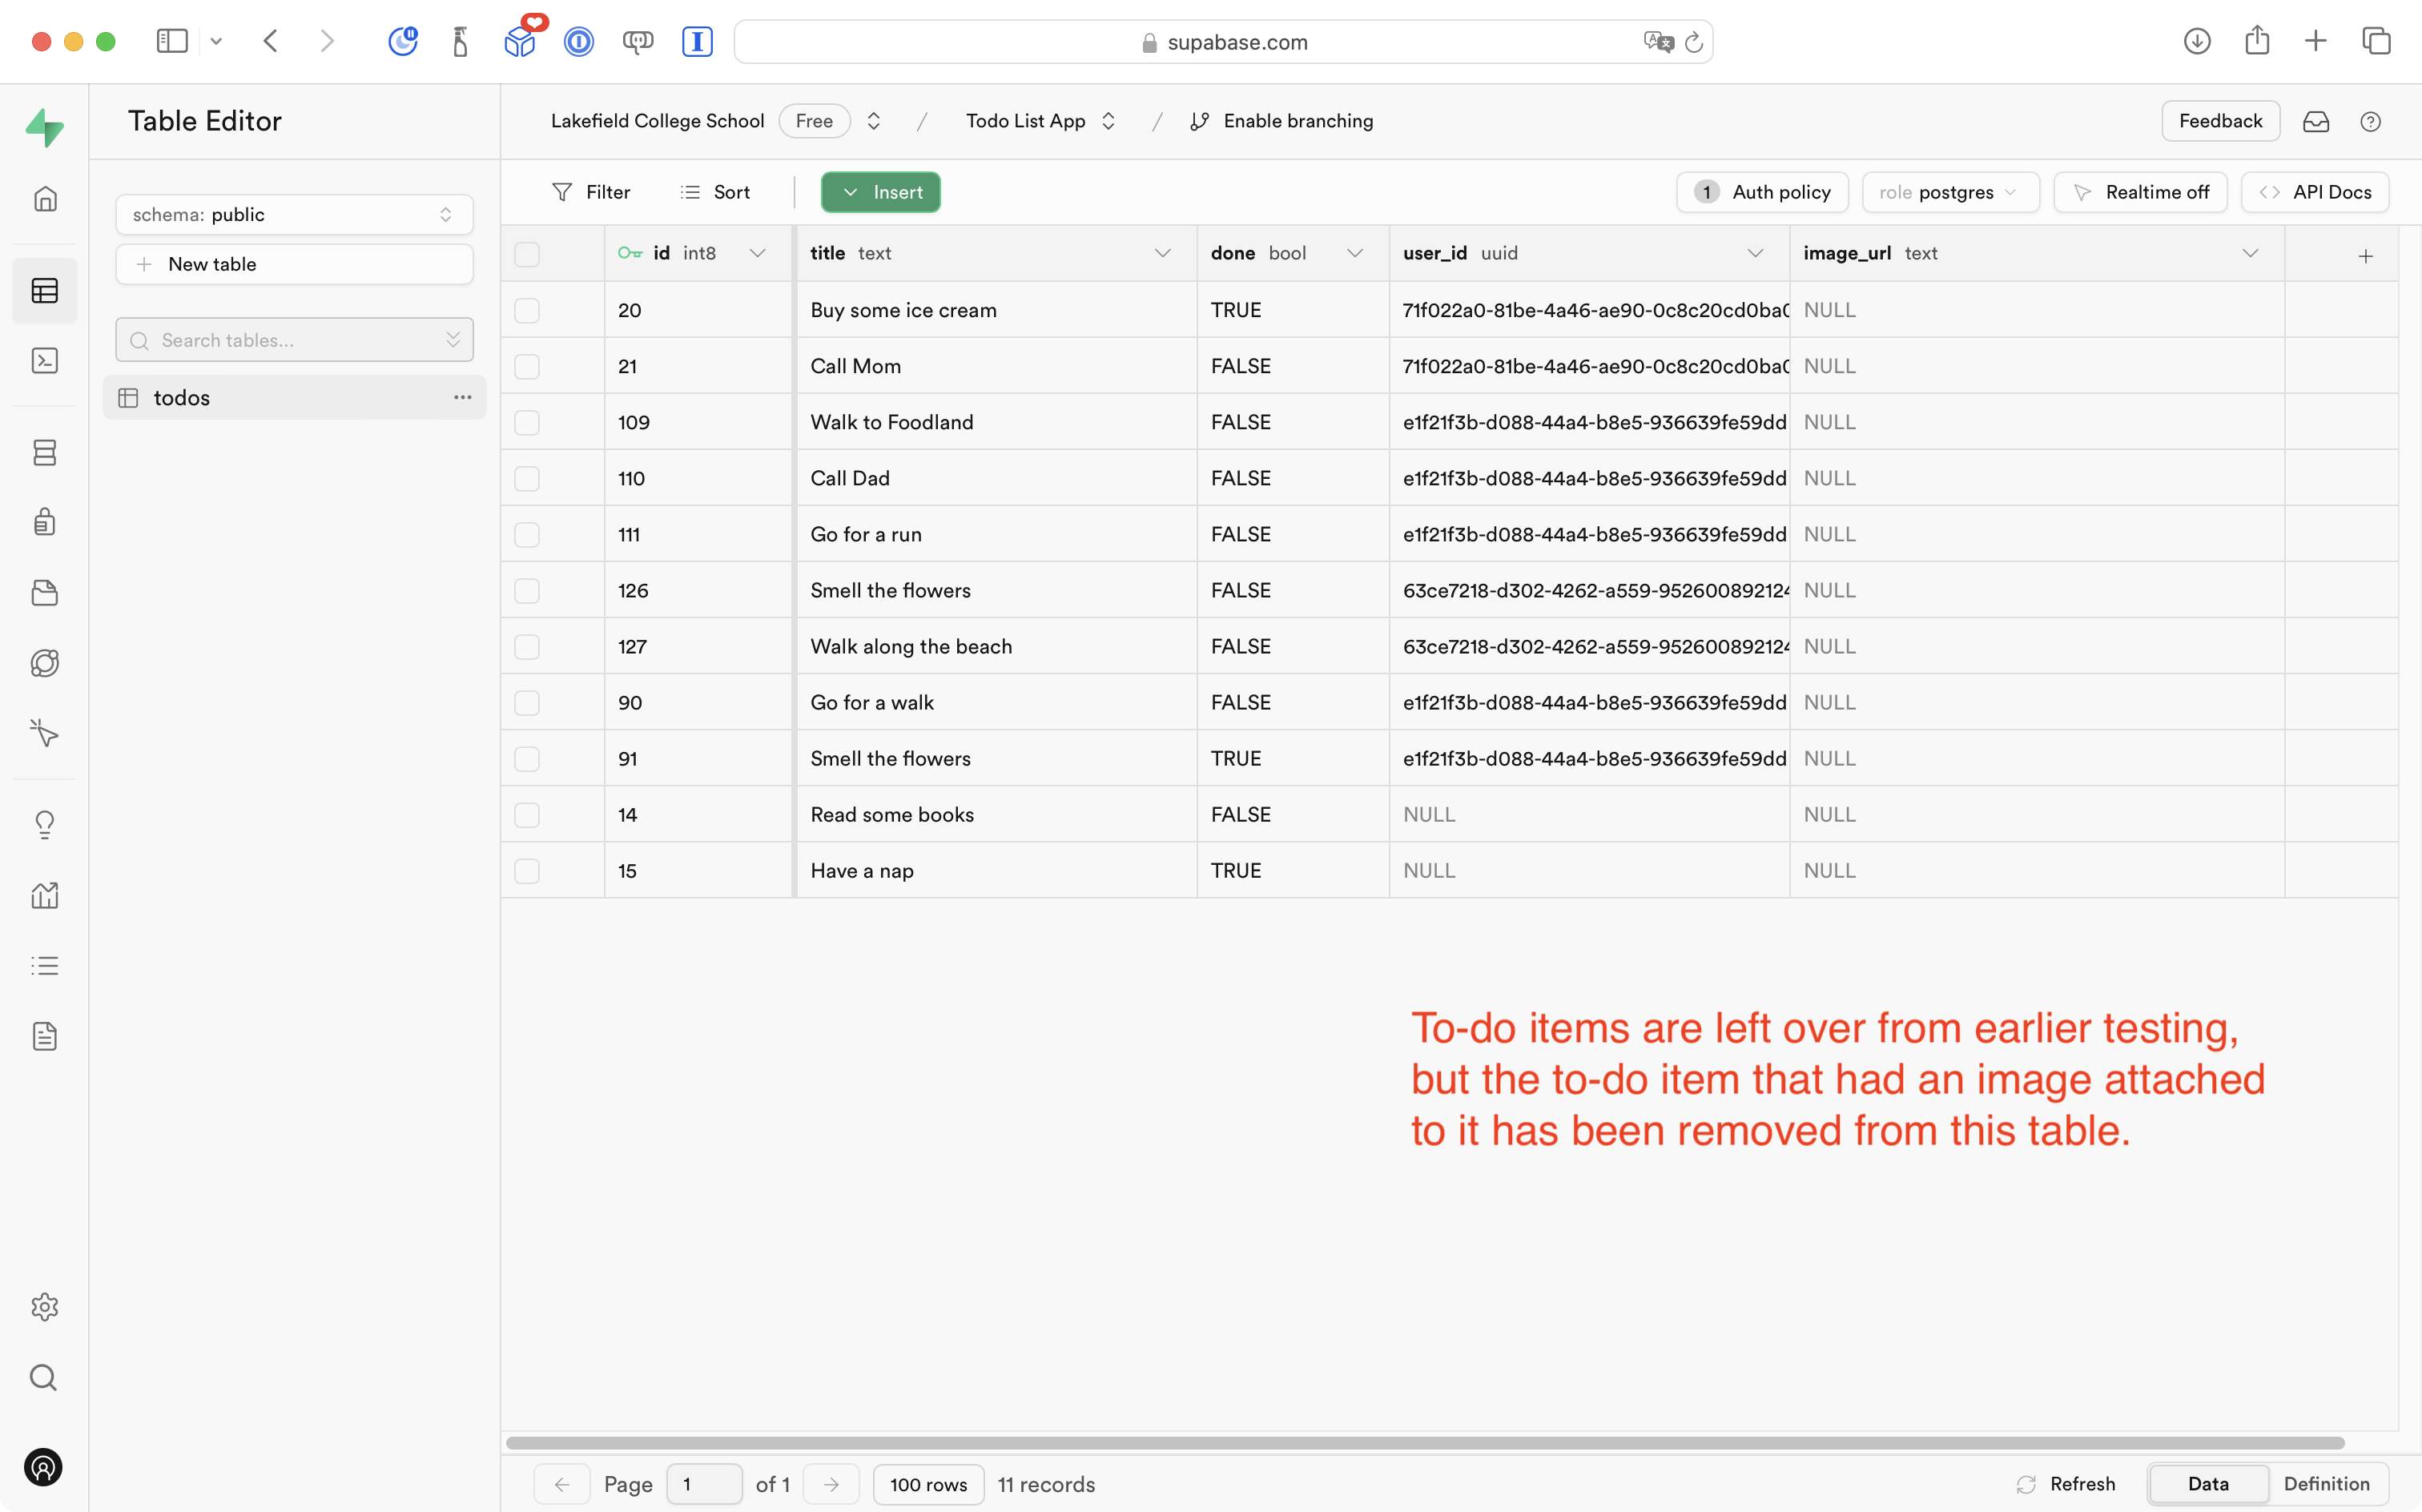 supabase.com
Table Editor
Lakefield College School Free / Todo List App / Enable branching
Feedback
schema: public
New table
Search tables...
todos
Filter Sort Insert
1 Auth policy role postgres Realtime off API Docs
id int8 title text done bool user_id uuid image_url text
20 Buy some ice cream TRUE 71f022a0-81be-4a46-ae90-0c8c20cd0ba0 NULL
21 Call Mom FALSE 71f022a0-81be-4a46-ae90-0c8c20cd0ba0 NULL
109 Walk to Foodland FALSE e1f21f3b-d088-44a4-b8e5-936639fe59dd NULL
110 Call Dad FALSE e1f21f3b-d088-44a4-b8e5-936639fe59dd NULL
111 Go for a run FALSE e1f21f3b-d088-44a4-b8e5-936639fe59dd NULL
126 Smell the flowers FALSE 63ce7218-d302-4262-a559-952600892124 NULL
127 Walk along the beach FALSE 63ce7218-d302-4262-a559-952600892124 NULL
90 Go for a walk FALSE e1f21f3b-d088-44a4-b8e5-936639fe59dd NULL
91 Smell the flowers TRUE e1f21f3b-d088-44a4-b8e5-936639fe59dd NULL
14 Read some books FALSE NULL NULL
15 Have a nap TRUE NULL NULL
To-do items are left over from earlier testing,
but the to-do item that had an image attached
to it has been removed from this table.
Page 1 of 1 100 rows 11 records
Refresh Data Definition